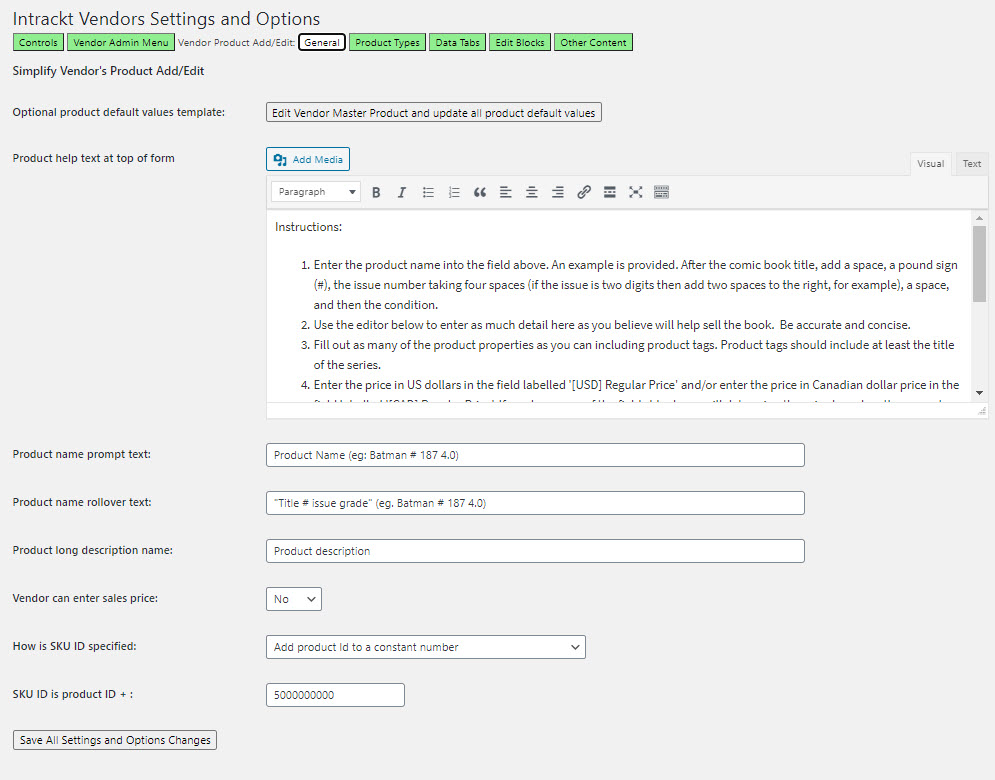 Intrackt Vendors Settings and Options
Controls Vendor Admin Menu Vendor Product Add/Edit: General Product Types Data Tabs Edit Blocks Other Content
Simplify Vendor's Product Add/Edit
Optional product default values template: Edit Vendor Master Product and update all product default values
Product help text at top of form Add Media
Visual Text
Paragraph
Instructions:
1. Enter the product name into the field above. An example is provided. After the comic book title, add a space, a pound sign
(#), the issue number taking four spaces (if the issue is two digits then add two spaces to the right, for example), a space,
and then the condition.
2. Use the editor below to enter as much detail here as you believe will help sell the book.  Be accurate and concise.
3. Fill out as many of the product properties as you can including product tags. Product tags should include at least the title
of the series.
4. Enter the price in US dollars in the field labelled '[USD] Regular Price' and/or enter the price in Canadian dollar price in the
Product name prompt text: Product Name (eg: Batman # 187 4.0)
Product name rollover text: "Title # issue grade" (eg. Batman # 187 4.0)
Product long description name: Product description
Vendor can enter sales price: No
How is SKU ID specified: Add product Id to a constant number
SKU ID is product ID + : 5000000000
Save All Settings and Options Changes